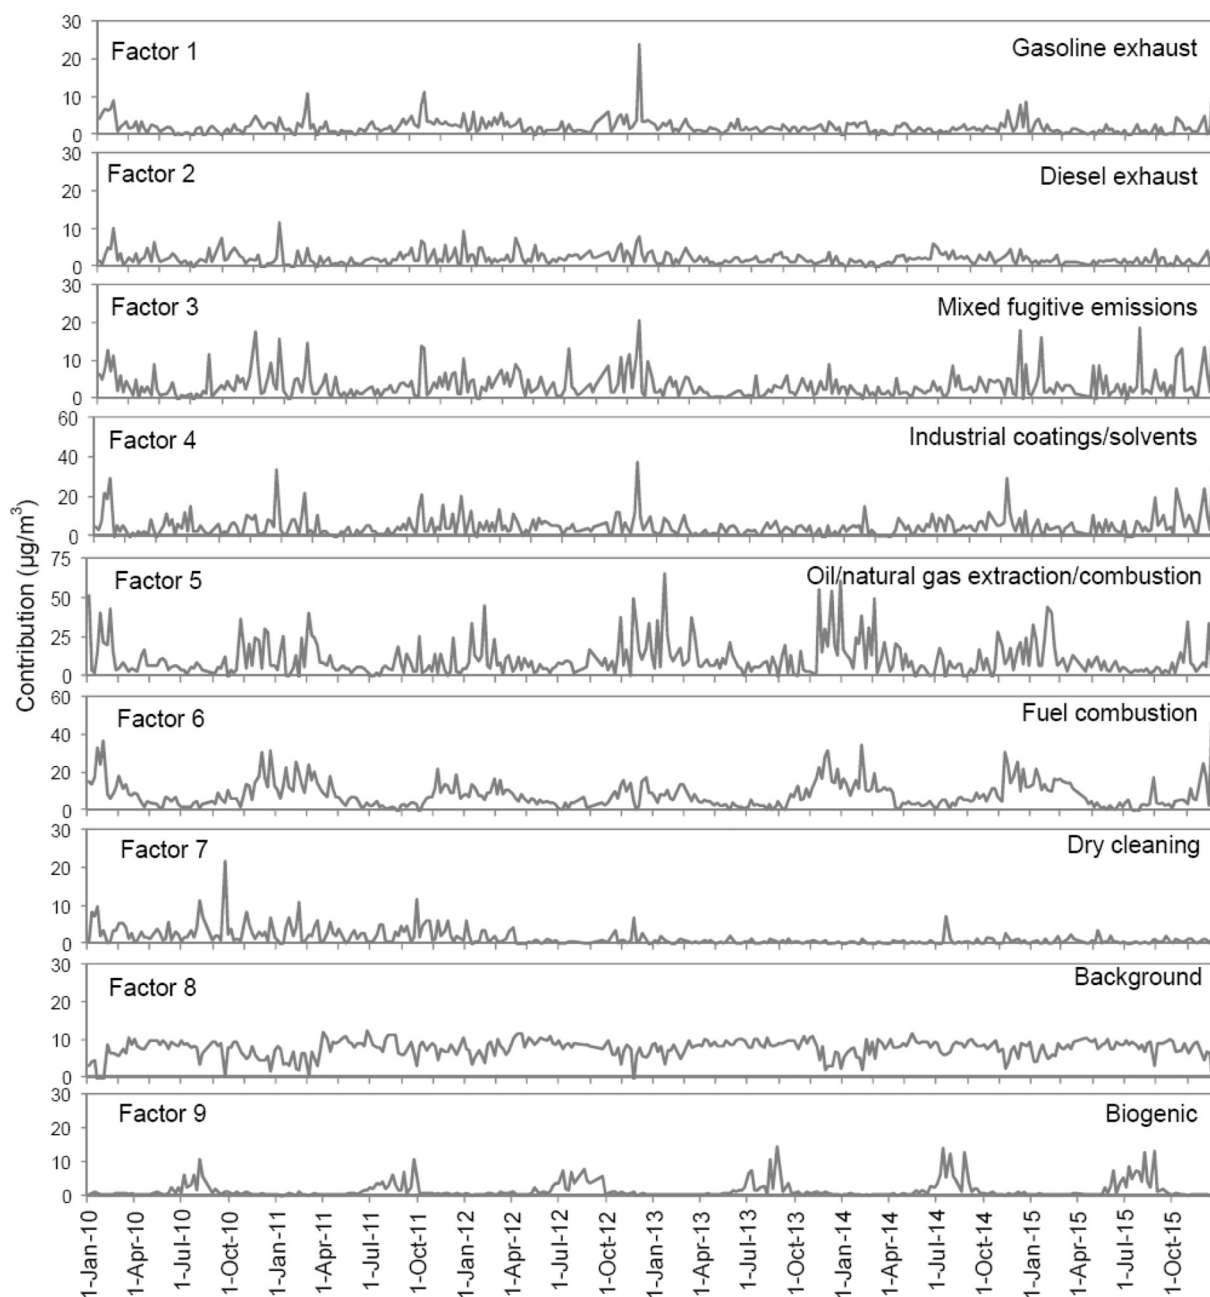 Contribution (µg/m³)
30
20
10
0
Factor 1
Gasoline exhaust
30
20
10
0
Factor 2
Diesel exhaust
30
20
10
0
Factor 3
Mixed fugitive emissions
60
40
20
0
Factor 4
Industrial coatings/solvents
75
50
25
0
Factor 5
Oil/natural gas extraction/combustion
60
40
20
0
Factor 6
Fuel combustion
30
20
10
0
Factor 7
Dry cleaning
30
20
10
0
Factor 8
Background
30
20
10
0
Factor 9
Biogenic
1-Jan-10
1-Apr-10
1-Jul-10
1-Oct-10
1-Jan-11
1-Apr-11
1-Jul-11
1-Oct-11
1-Jan-12
1-Apr-12
1-Jul-12
1-Oct-12
1-Jan-13
1-Apr-13
1-Jul-13
1-Oct-13
1-Jan-14
1-Apr-14
1-Jul-14
1-Oct-14
1-Jan-15
1-Apr-15
1-Jul-15
1-Oct-15